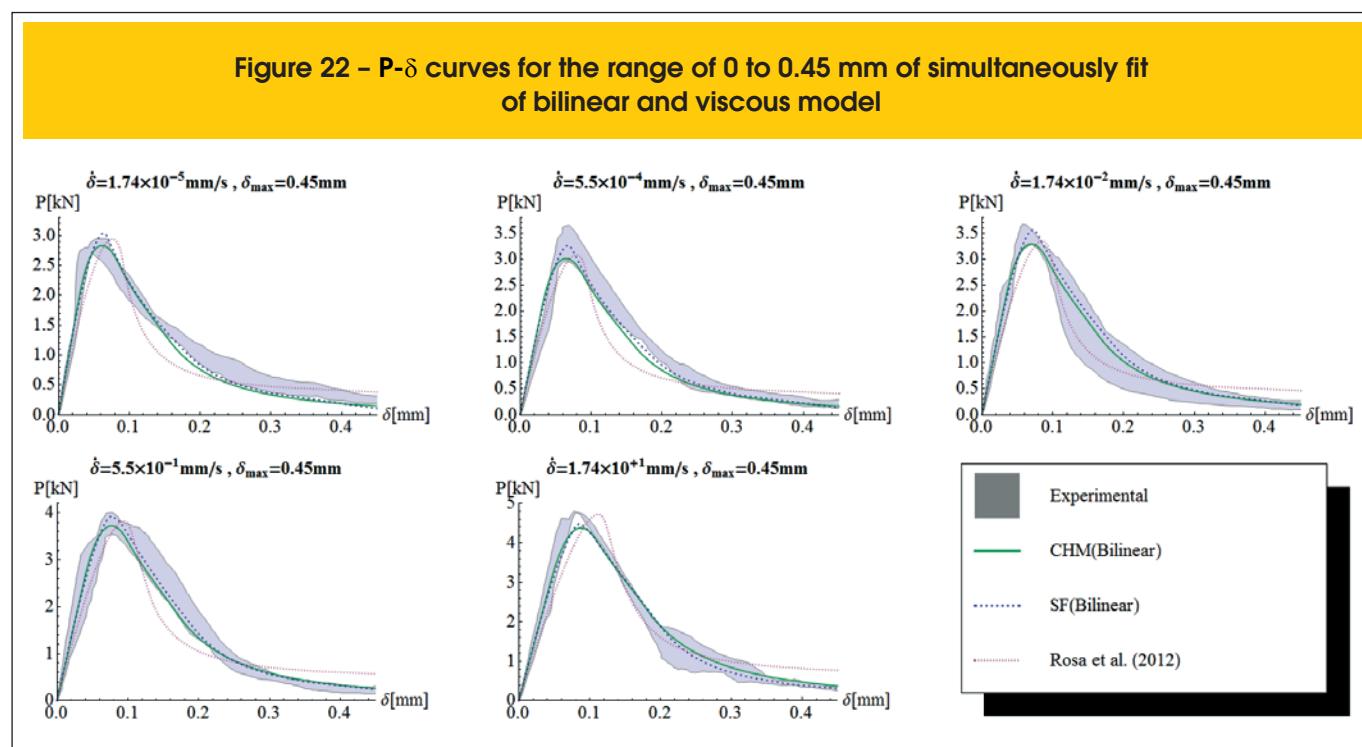 Figure 22 – P-δ curves for the range of 0 to 0.45 mm of simultaneously fit
of bilinear and viscous model
δ̇=1.74×10⁻⁵mm/s , δmax=0.45mm
P[kN]
3.0
2.5
2.0
1.5
1.0
0.5
0.0
0.0 0.1 0.2 0.3 0.4
δ[mm]
δ̇=5.5×10⁻⁴mm/s , δmax=0.45mm
P[kN]
3.5
3.0
2.5
2.0
1.5
1.0
0.5
0.0
0.0 0.1 0.2 0.3 0.4
δ[mm]
δ̇=1.74×10⁻²mm/s , δmax=0.45mm
P[kN]
3.5
3.0
2.5
2.0
1.5
1.0
0.5
0.0
0.0 0.1 0.2 0.3 0.4
δ[mm]
δ̇=5.5×10⁻¹mm/s , δmax=0.45mm
P[kN]
4
3
2
1
0
0.0 0.1 0.2 0.3 0.4
δ[mm]
δ̇=1.74×10⁺¹mm/s , δmax=0.45mm
P[kN]
5
4
3
2
1
0
0.0 0.1 0.2 0.3 0.4
δ[mm]
Experimental
CHM(Bilinear)
SF(Bilinear)
Rosa et al. (2012)